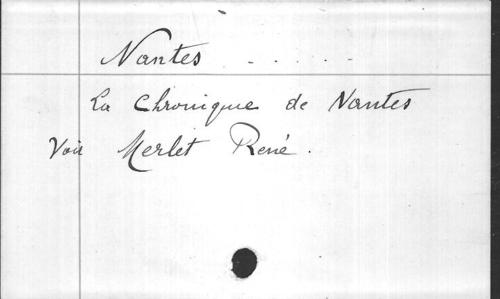 Nantes . . . . .
La Chronique de Nantes
Voir Merlet René.